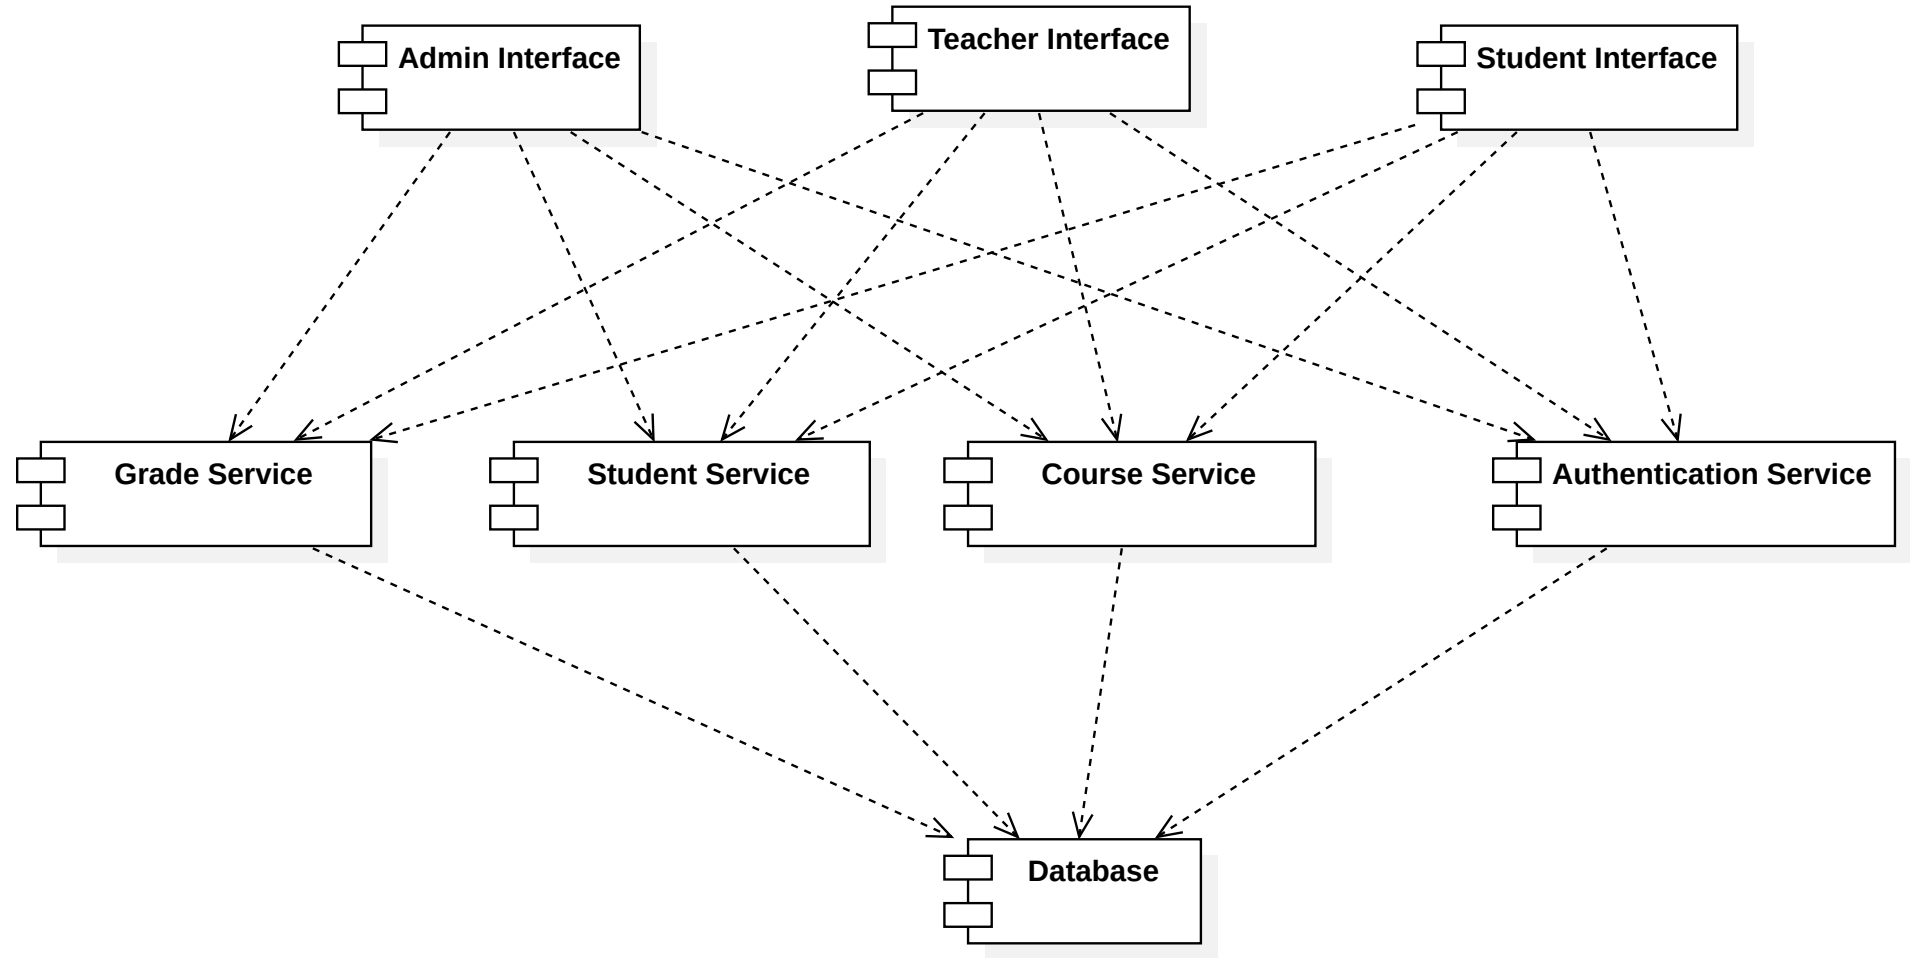 Admin Interface
Teacher Interface
Student Interface
Grade Service
Student Service
Course Service
Authentication Service
Database